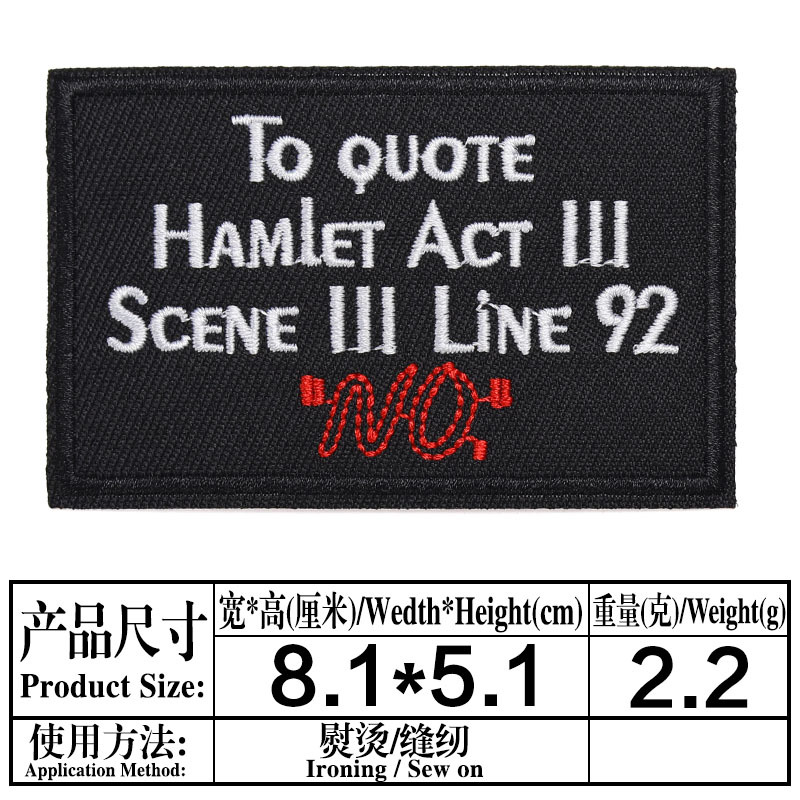 To QUOTE
HAMLET ACT III
SCENE III LINE 92
NO.
产品尺寸
Product Size:
宽*高(厘米)/Wedth*Height(cm)
重量(克)/Weight(g)
8.1*5.1
2.2
使用方法:
Application Method:
熨烫/缝纫
Ironing / Sew on